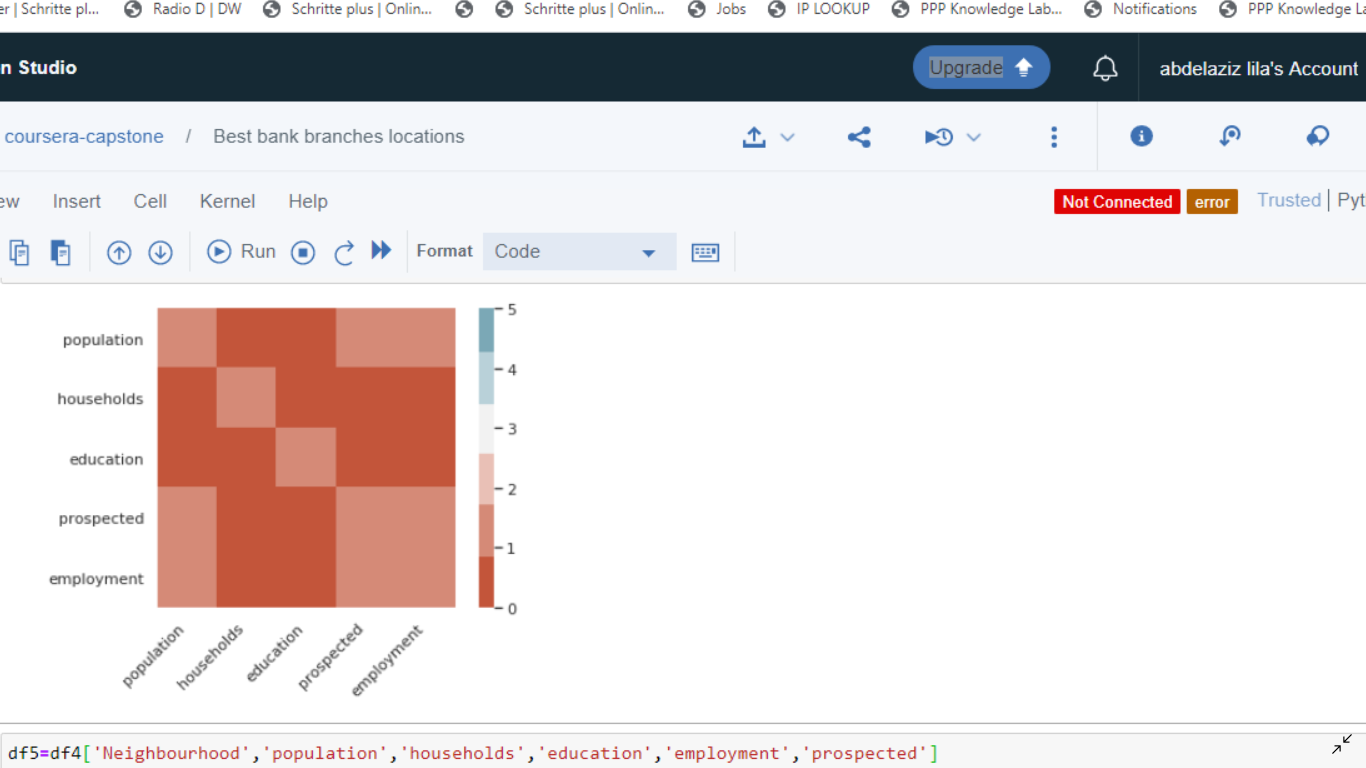 er | Schritte pl... Radio D | DW Schritte plus | Onlin... Schritte plus | Onlin... Jobs IP LOOKUP PPP Knowledge Lab... Notifications PPP Knowledge La
n Studio Upgrade abdelaziz lila's Account
coursera-capstone / Best bank branches locations
ew Insert Cell Kernel Help Not Connected error Trusted | Pyt
Run Format Code
population
households
education
prospected
employment
5
4
3
2
1
0
population households education prospected employment
df5=df4['Neighbourhood','population','households','education','employment','prospected']